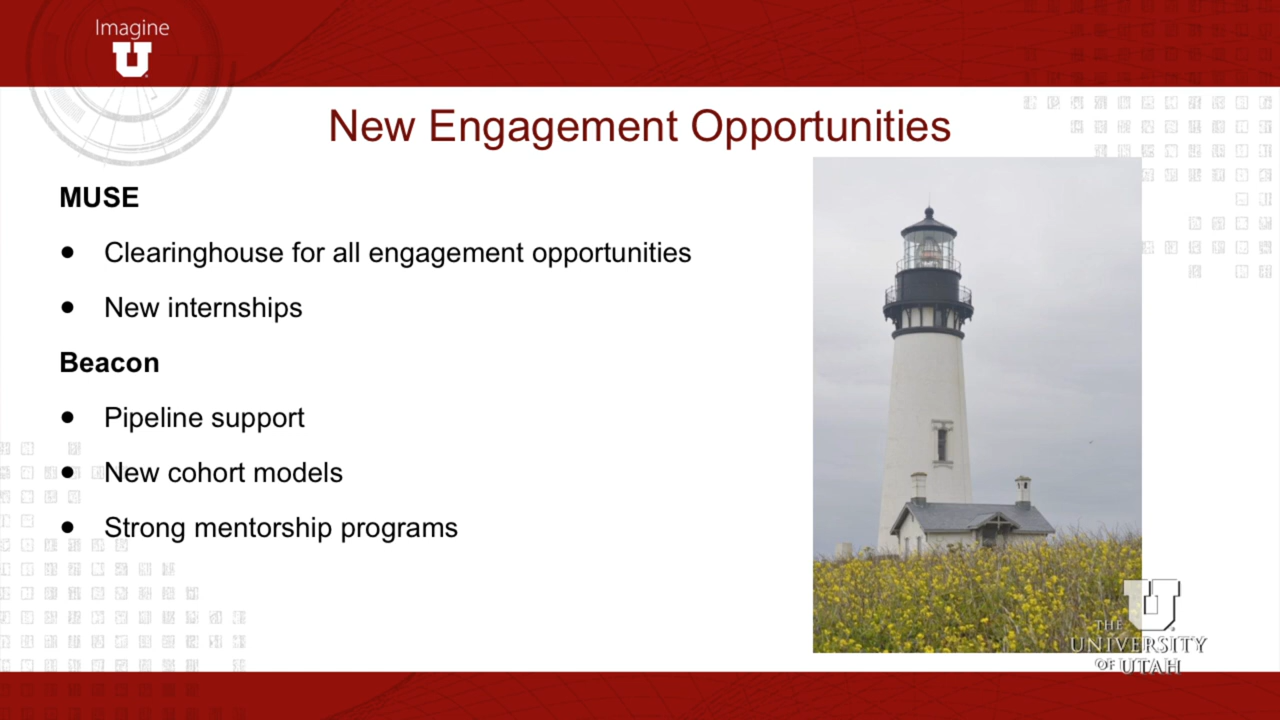 Imagine
U
New Engagement Opportunities
MUSE
● Clearinghouse for all engagement opportunities
● New internships
Beacon
● Pipeline support
● New cohort models
● Strong mentorship programs
U
THE
UNIVERSITY
OF UTAH